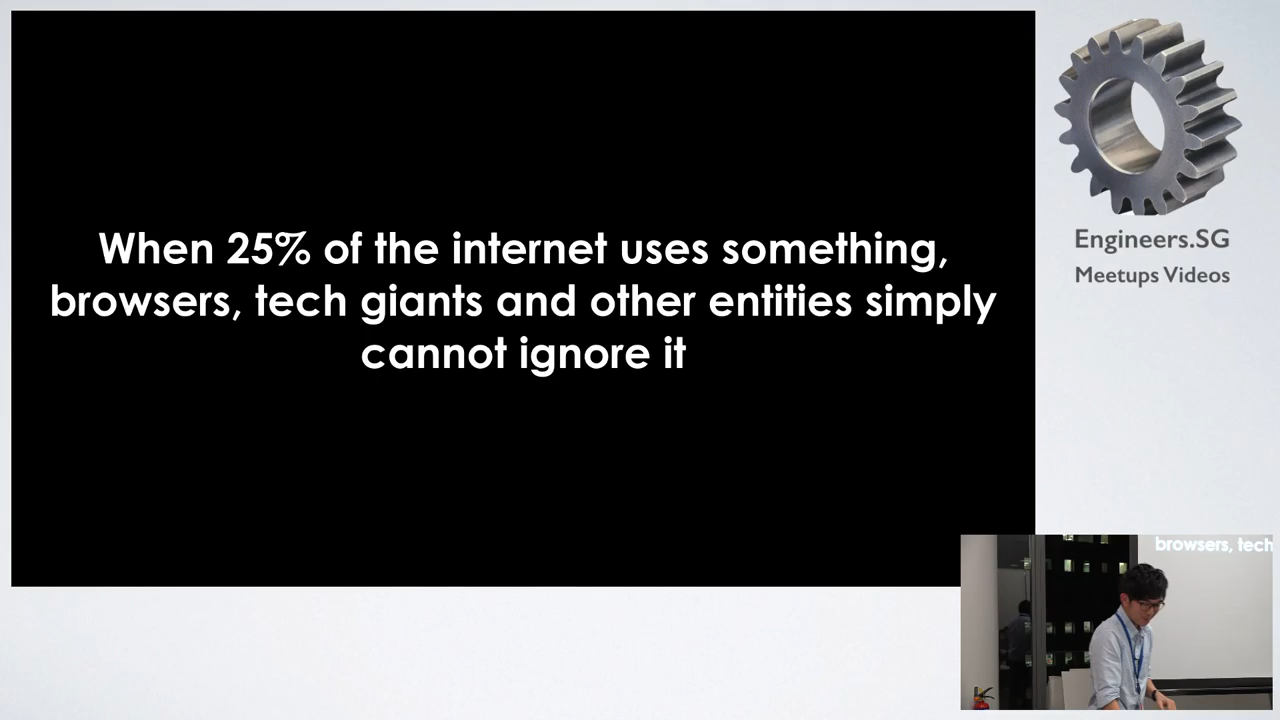 When 25% of the internet uses something,
browsers, tech giants and other entities simply
cannot ignore it
Engineers.SG
Meetups Videos
browsers, tech